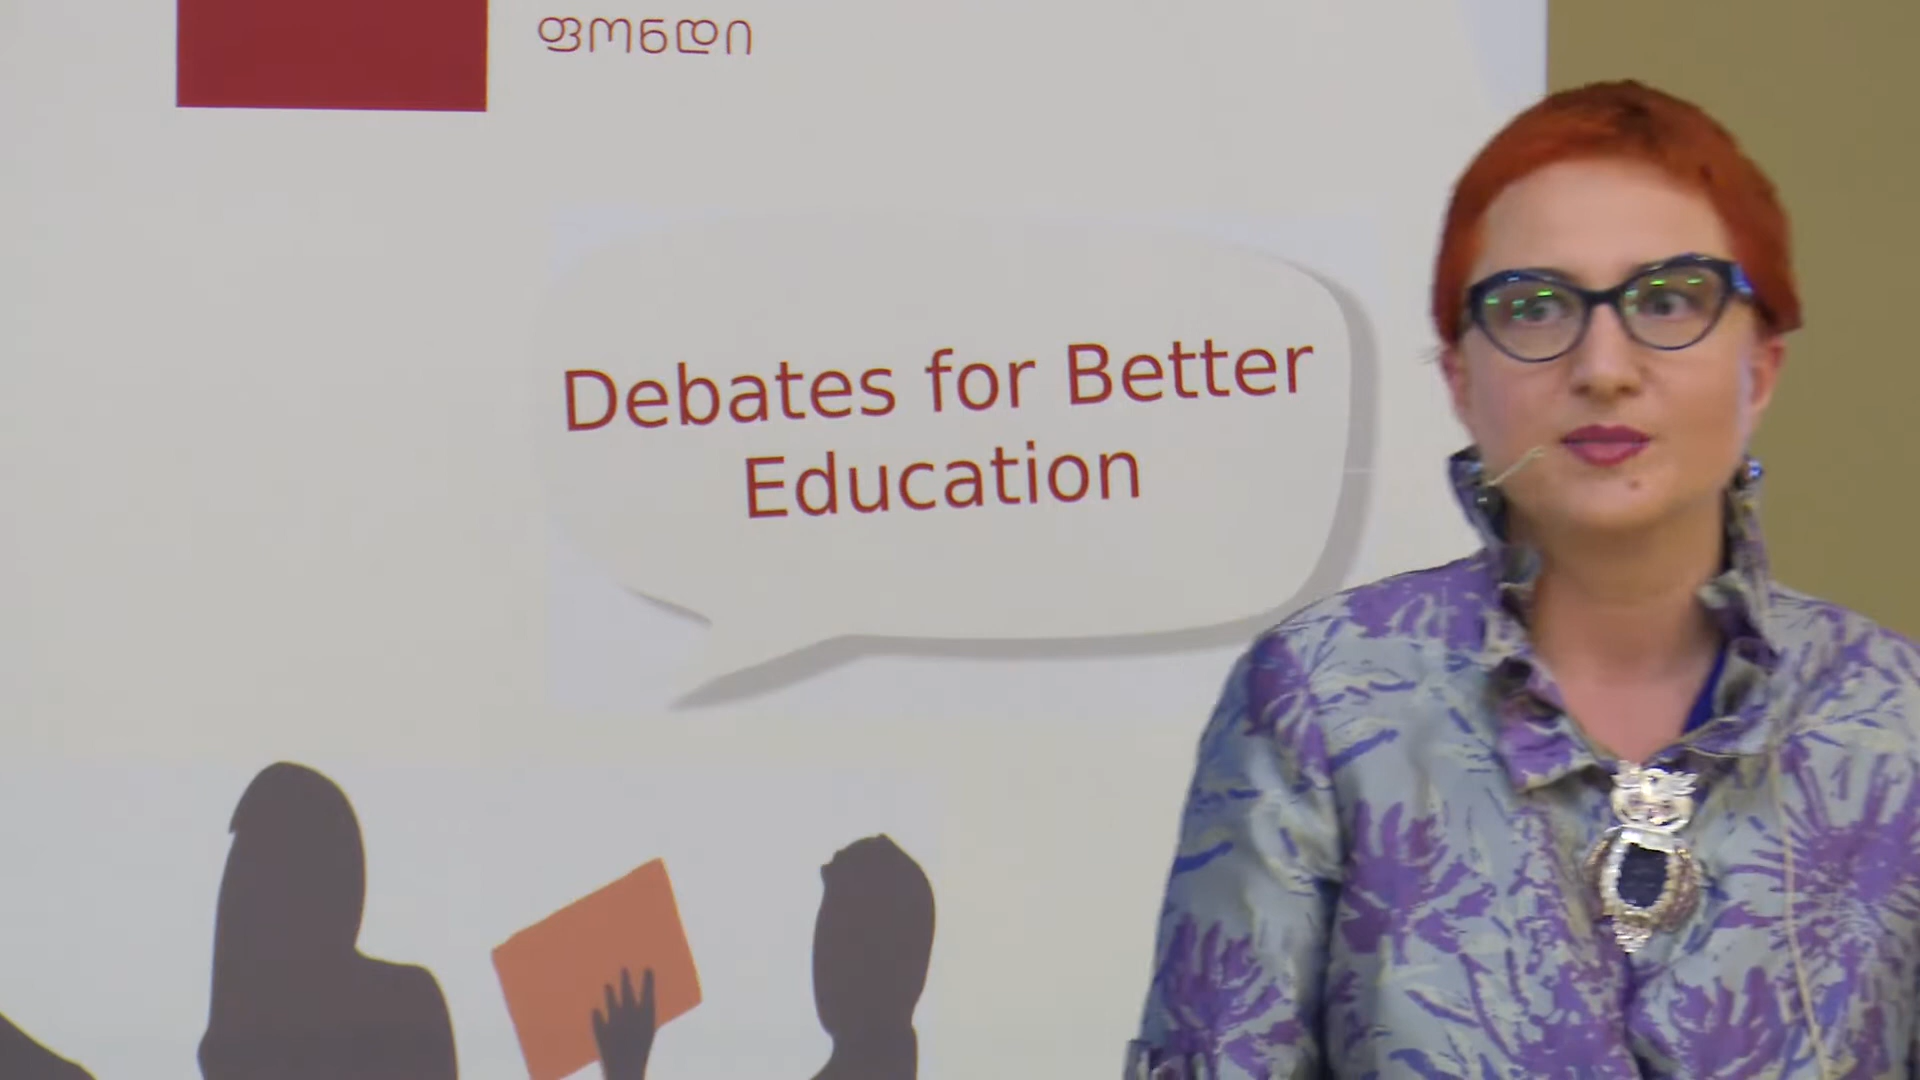 ფონდი
Debates for Better
Education